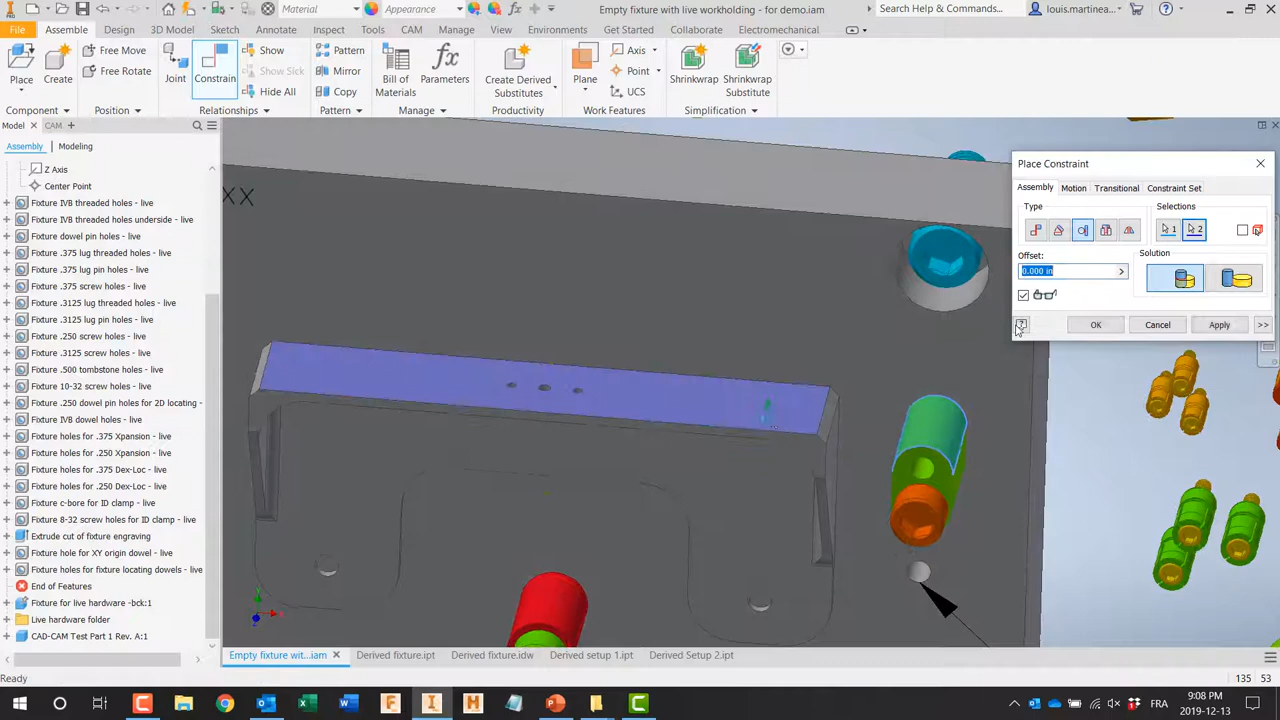 Material
Appearance
Empty fixture with live workholding - for demo.iam
Search Help & Commands...
louis.martinea...
File Assembly Design 3D Model Sketch Annotate Inspect Tools CAM Manage View Environments Get Started Collaborate Electromechanical
Place
Create
Free Move
Free Rotate
Joint
Constrain
Show
Show Sick
Hide All
Pattern
Mirror
Copy
Bill of Materials
Parameters
Create Derived Substitutes
Plane
Axis
Point
UCS
Shrinkwrap
Shrinkwrap Substitute
Component Position Relationships Pattern Manage Productivity Work Features Simplification
Model CAM
Assembly Modeling
Z Axis
Center Point
Fixture IVB threaded holes - live
Fixture IVB threaded holes underside - live
Fixture dowel pin holes - live
Fixture .375 lug threaded holes - live
Fixture .375 lug pin holes - live
Fixture .375 screw holes - live
Fixture .3125 lug threaded holes - live
Fixture .3125 lug pin holes - live
Fixture .250 screw holes - live
Fixture .3125 screw holes - live
Fixture .500 tombstone holes - live
Fixture 10-32 screw holes - live
Fixture .250 dowel pin holes for 2D locating -
Fixture IVB dowel holes - live
Fixture holes for .375 Xpansion - live
Fixture holes for .250 Xpansion - live
Fixture holes for .375 Dex-Loc - live
Fixture holes for .250 Dex-Loc - live
Fixture c-bore for ID clamp - live
Fixture 8-32 screw holes for ID clamp - live
Extrude cut of fixture engraving
Fixture hole for XY origin dowel - live
Fixture holes for fixture locating dowels - live
End of Features
Fixture for live hardware -bck:1
Live hardware folder
CAD-CAM Test Part 1 Rev. A:1
XX
Place Constraint
Assembly Motion Transitional Constraint Set
Type
Selections
1 2
Offset:
0.000 in
Solution
OK Cancel Apply >>
Empty fixture wit...iam Derived fixture.ipt Derived fixture.idw Derived setup 1.ipt Derived Setup 2.ipt
Ready
135 53
FRA
9:08 PM
2019-12-13